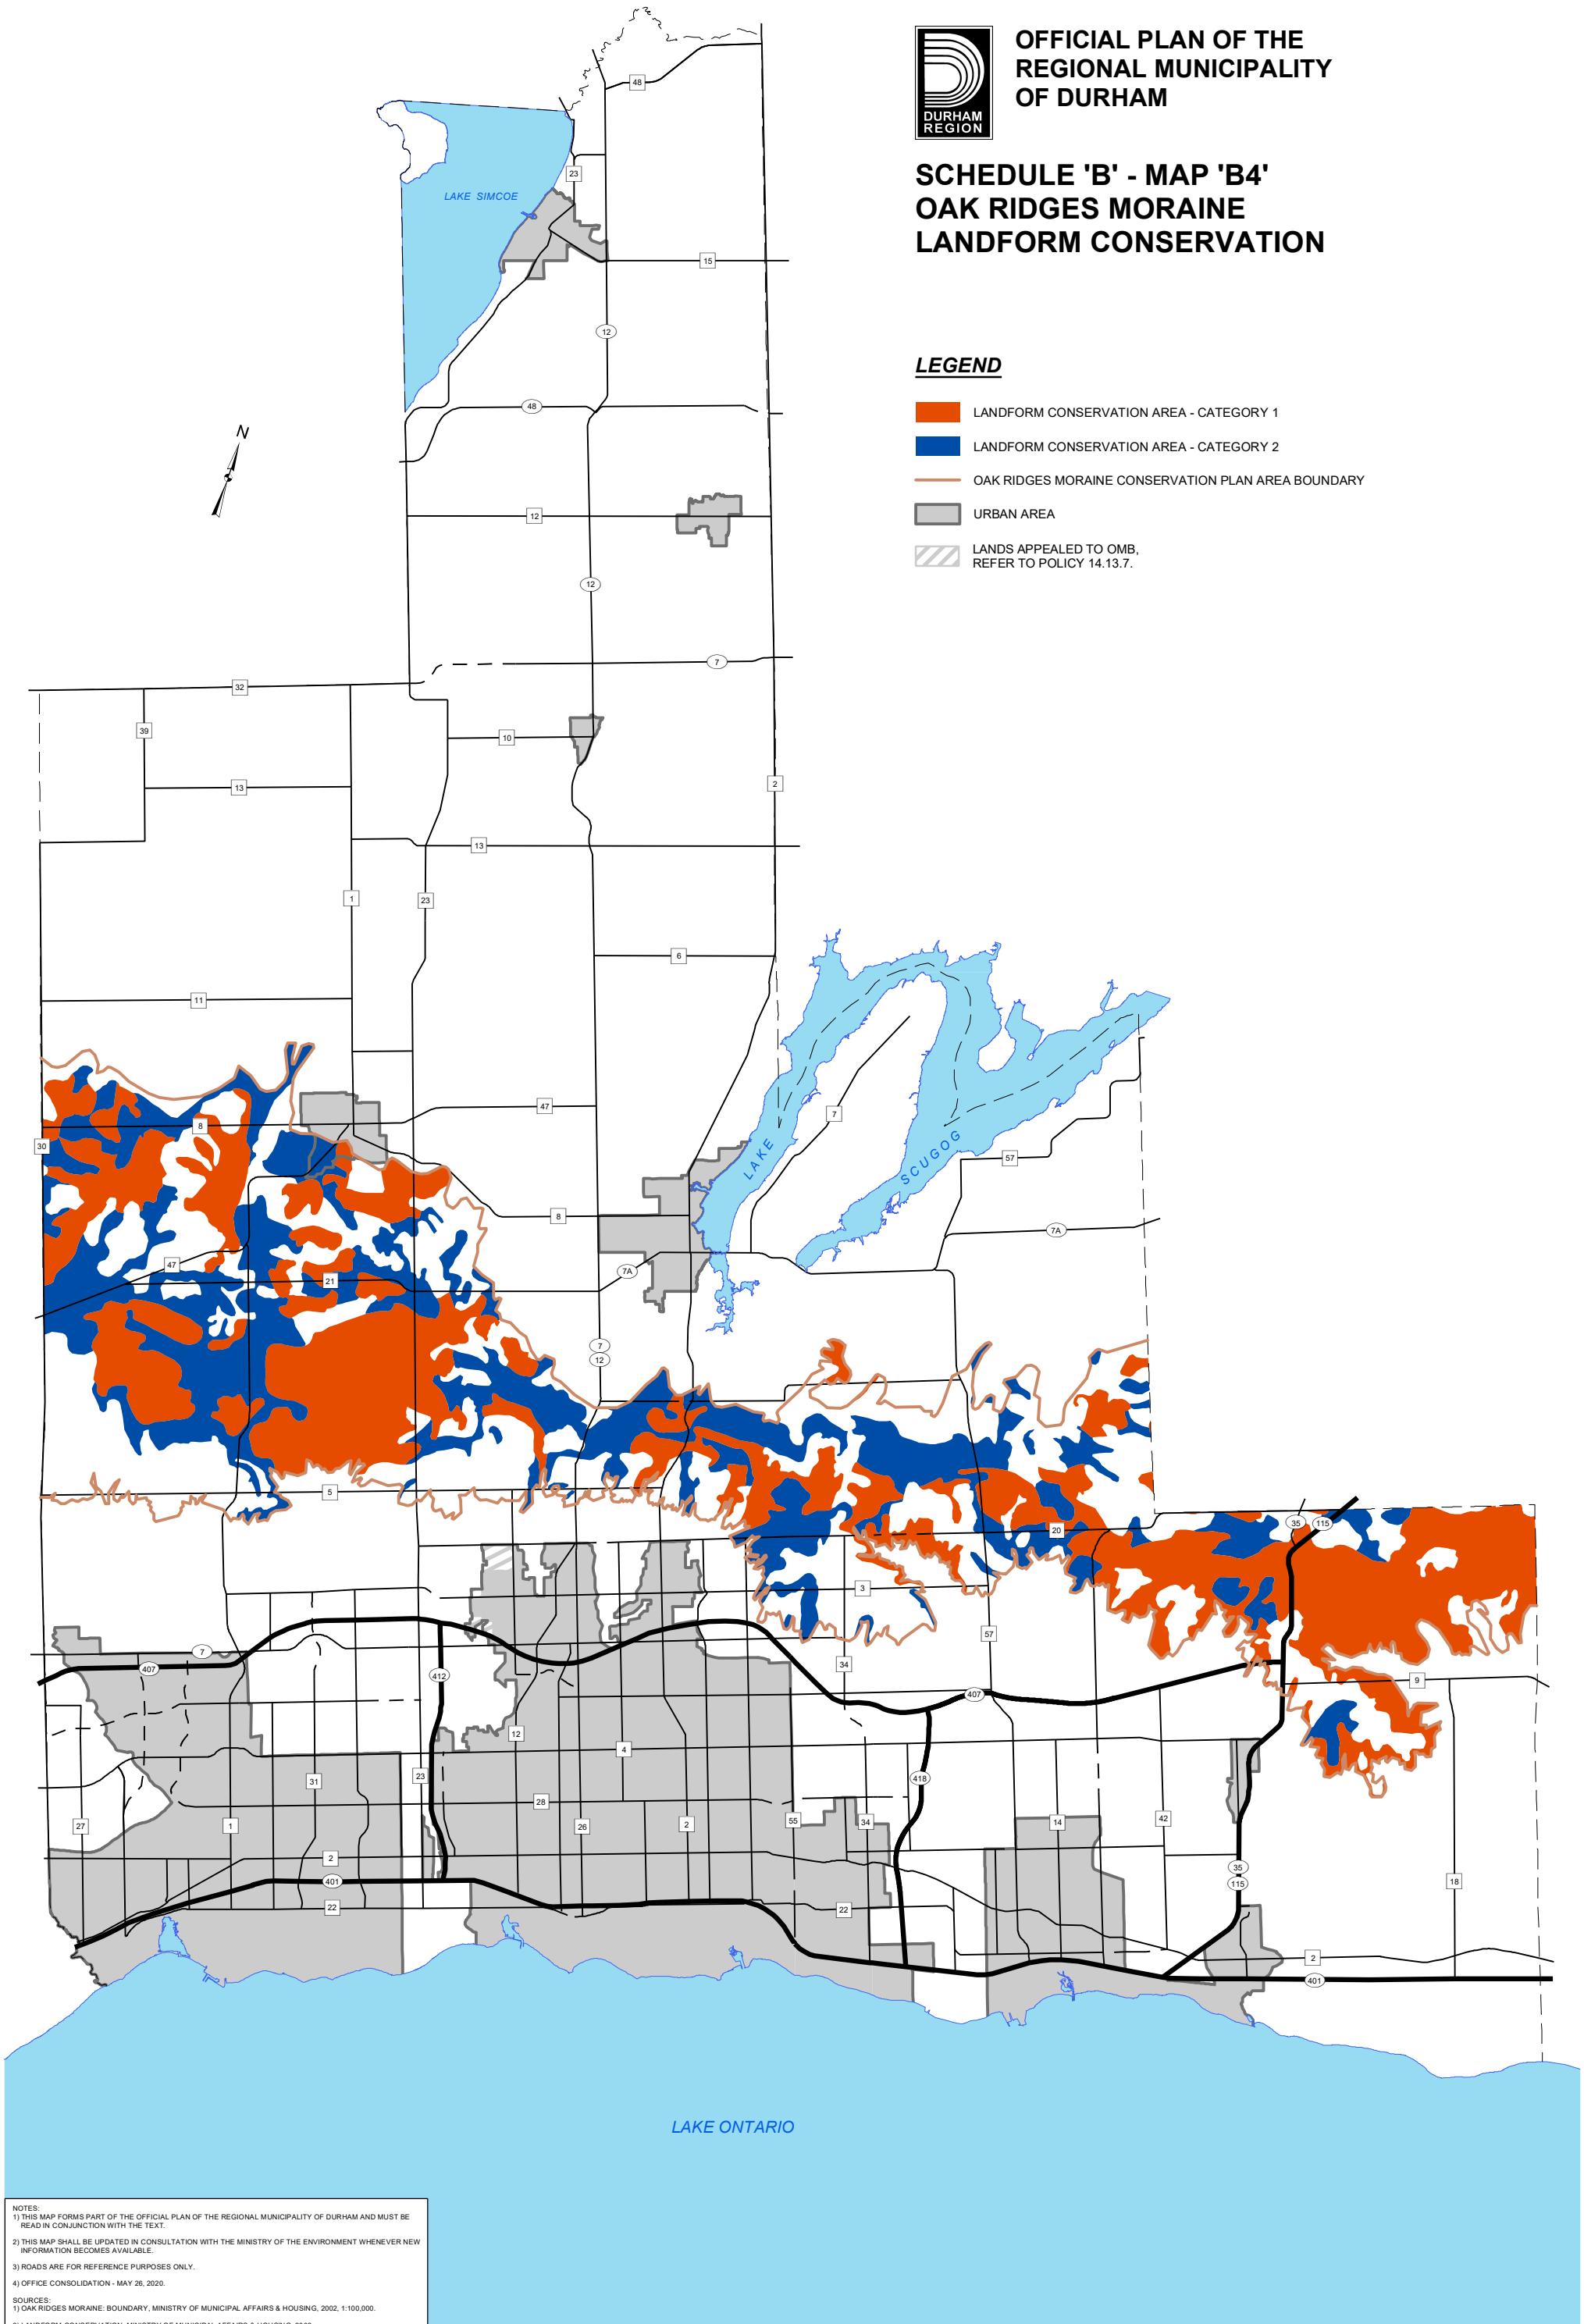 OFFICIAL PLAN OF THE
REGIONAL MUNICIPALITY
OF DURHAM
DURHAM
REGION
SCHEDULE 'B' - MAP 'B4'
OAK RIDGES MORAINE
LANDFORM CONSERVATION
LEGEND
LANDFORM CONSERVATION AREA - CATEGORY 1
LANDFORM CONSERVATION AREA - CATEGORY 2
OAK RIDGES MORAINE CONSERVATION PLAN AREA BOUNDARY
URBAN AREA
LANDS APPEALED TO OMB,
REFER TO POLICY 14.13.7.
N
48
23
LAKE SIMCOE
15
12
48
12
12
7
32
39
10
13
2
13
1
23
6
11
47
7
8
30
LAKE
SCUGOG
57
8
7A
47
7A
21
7
12
5
35
115
20
3
57
7
34
407
412
9
407
12
4
31
23
418
28
27
1
26
2
55
34
14
42
2
35
401
115
18
22
22
2
401
LAKE ONTARIO
NOTES:
1) THIS MAP FORMS PART OF THE OFFICIAL PLAN OF THE REGIONAL MUNICIPALITY OF DURHAM AND MUST BE
READ IN CONJUNCTION WITH THE TEXT.
2) THIS MAP SHALL BE UPDATED IN CONSULTATION WITH THE MINISTRY OF THE ENVIRONMENT WHENEVER NEW
INFORMATION BECOMES AVAILABLE.
3) ROADS ARE FOR REFERENCE PURPOSES ONLY.
4) OFFICE CONSOLIDATION - MAY 26, 2020.
SOURCES:
1) OAK RIDGES MORAINE: BOUNDARY, MINISTRY OF MUNICIPAL AFFAIRS & HOUSING, 2002, 1:100,000.